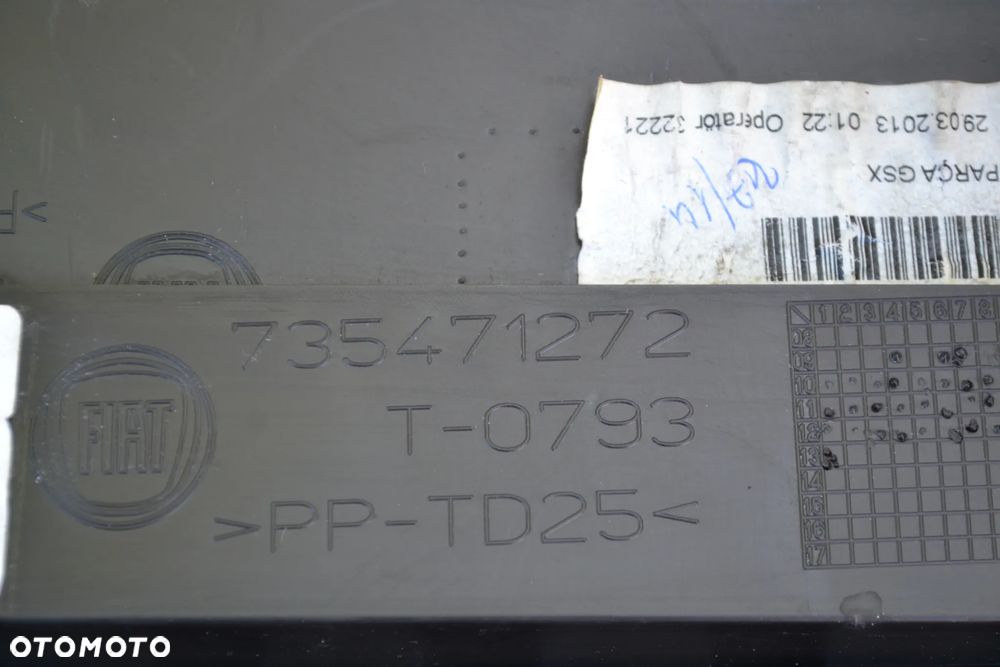 29.03.2013 01:22 Operatör 32221
PARÇA GSX
735471272
FIAT
T-0793
>PP-TD25<
1 2 3 4 5 6 7 8
08
09
10
11
12
13
14
15
16
17
OTOMOTO